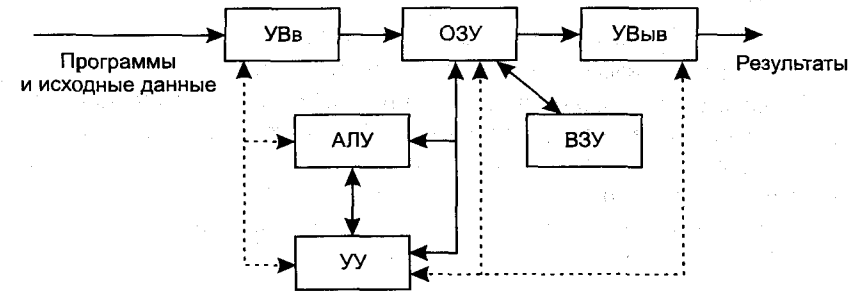 УВв
ОЗУ
УВыв
Программы
и исходные данные
Результаты
АЛУ
ВЗУ
УУ